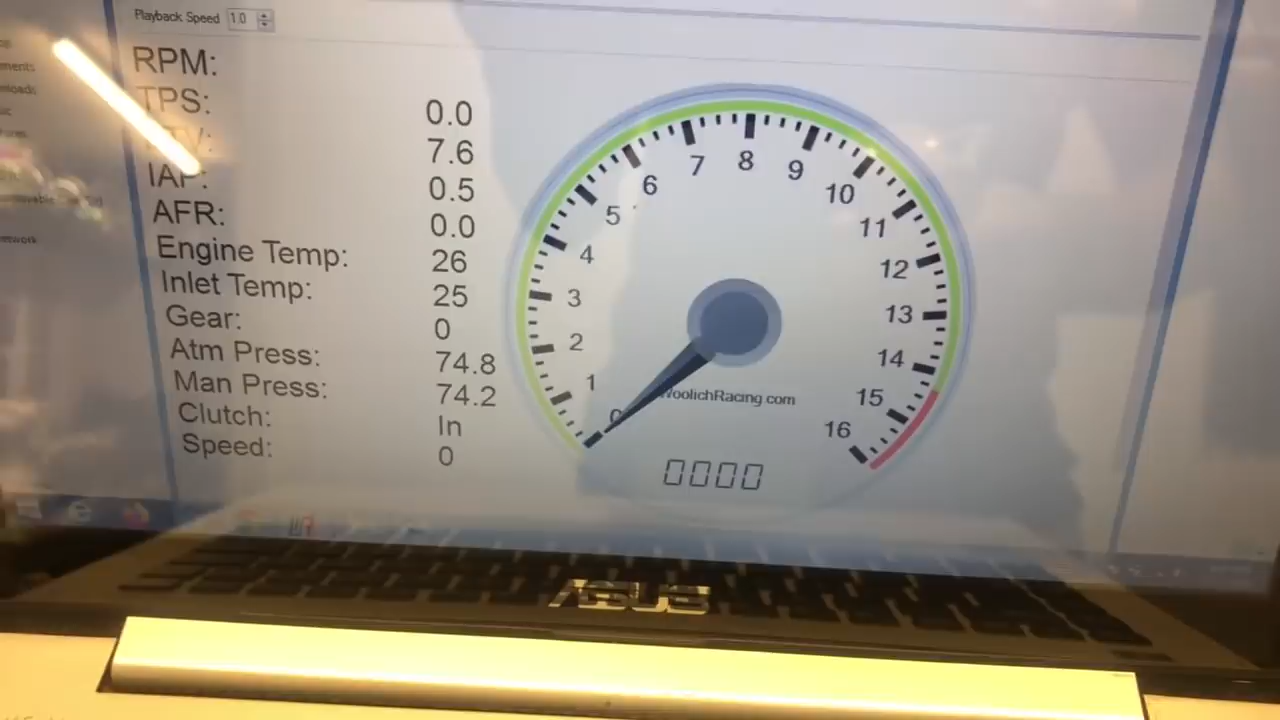 Playback Speed 1.0
RPM:
TPS: 0.0
7.6
IAP: 0.5
AFR: 0.0
Engine Temp: 26
Inlet Temp: 25
Gear: 0
Atm Press: 74.8
Man Press: 74.2
Clutch: In
Speed: 0
0
1
2
3
4
5
6
7
8
9
10
11
12
13
14
15
16
WoolichRacing.com
0000
ASUS